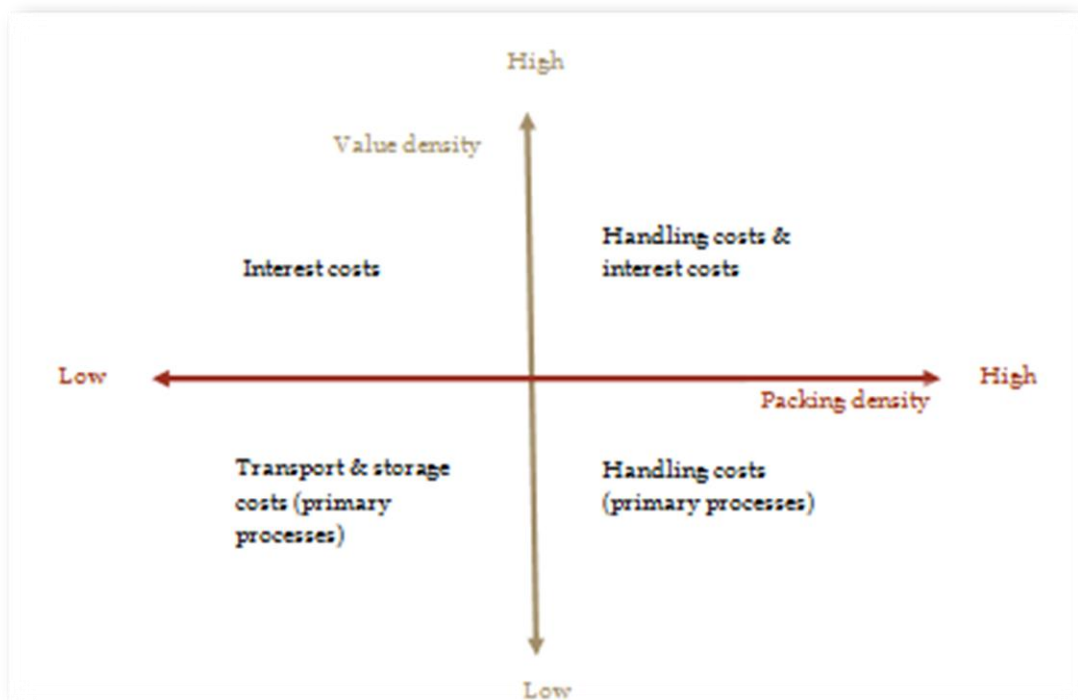 High
Value density
Handling costs &
interest costs
Interest costs
Low
High
Packing density
Transport & storage
costs (primary
processes)
Handling costs
(primary processes)
Low